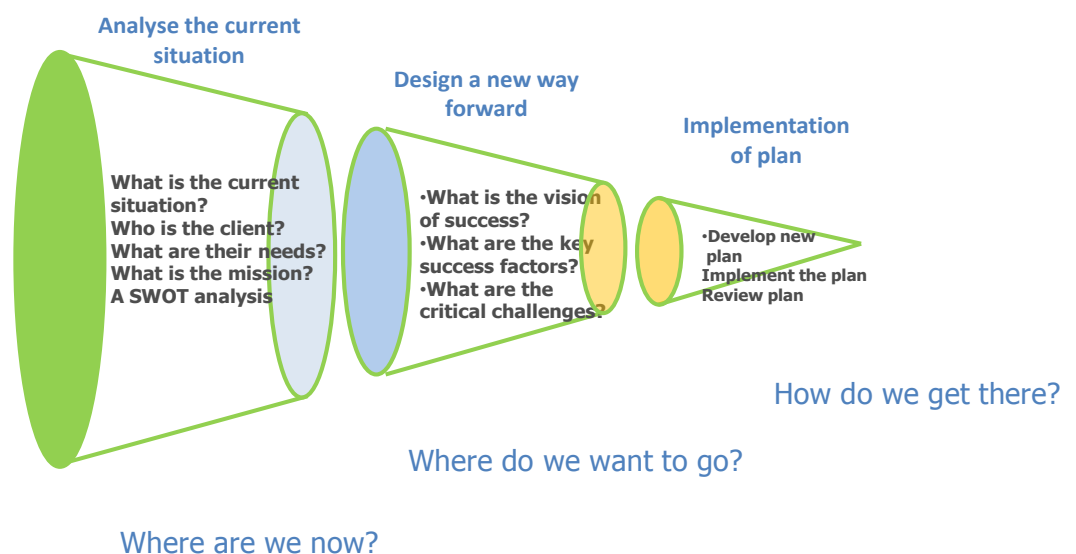 Analyse the current
situation
Design a new way
forward
Implementation
of plan
What is the current
situation?
Who is the client?
What are their needs?
What is the mission?
A SWOT analysis
•What is the vision
of success?
•What are the key
success factors?
•What are the
critical challenges?
•Develop new
plan
Implement the plan
Review plan
How do we get there?
Where do we want to go?
Where are we now?